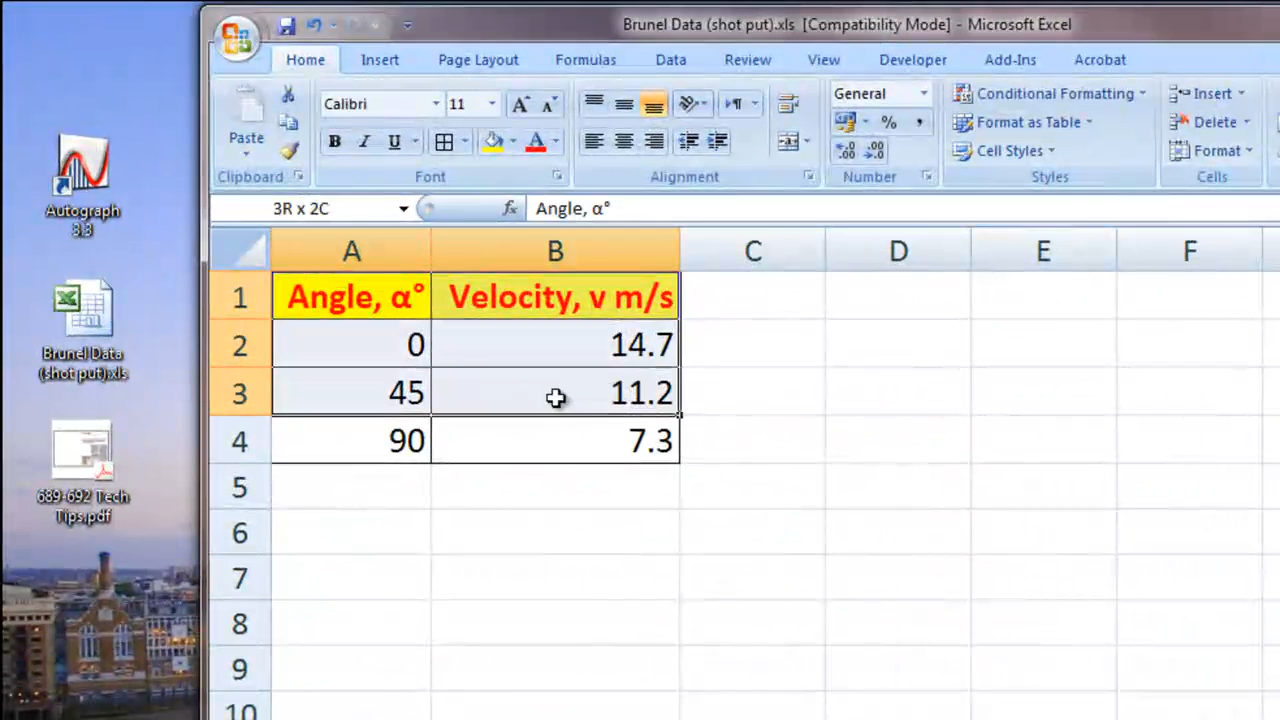 Brunel Data (shot put).xls [Compatibility Mode] - Microsoft Excel
Home Insert Page Layout Formulas Data Review View Developer Add-Ins Acrobat
Paste
Clipboard
Calibri 11
B I U
Font
Alignment
General
%
Number
Conditional Formatting
Format as Table
Cell Styles
Styles
Insert
Delete
Format
Cells
3R x 2C fx Angle, α°
A B C D E F
1 Angle, α° Velocity, v m/s
2 0 14.7
3 45 11.2
4 90 7.3
5
6
7
8
9
10
Autograph
3.3
Brunel Data
(shot put).xls
689-692 Tech
Tips.pdf